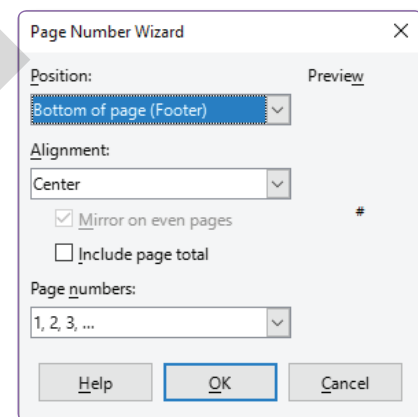 Page Number Wizard
Position:
Preview
Bottom of page (Footer)
Alignment:
Center
Mirror on even pages
#
Include page total
Page numbers:
1, 2, 3, ...
Help
OK
Cancel